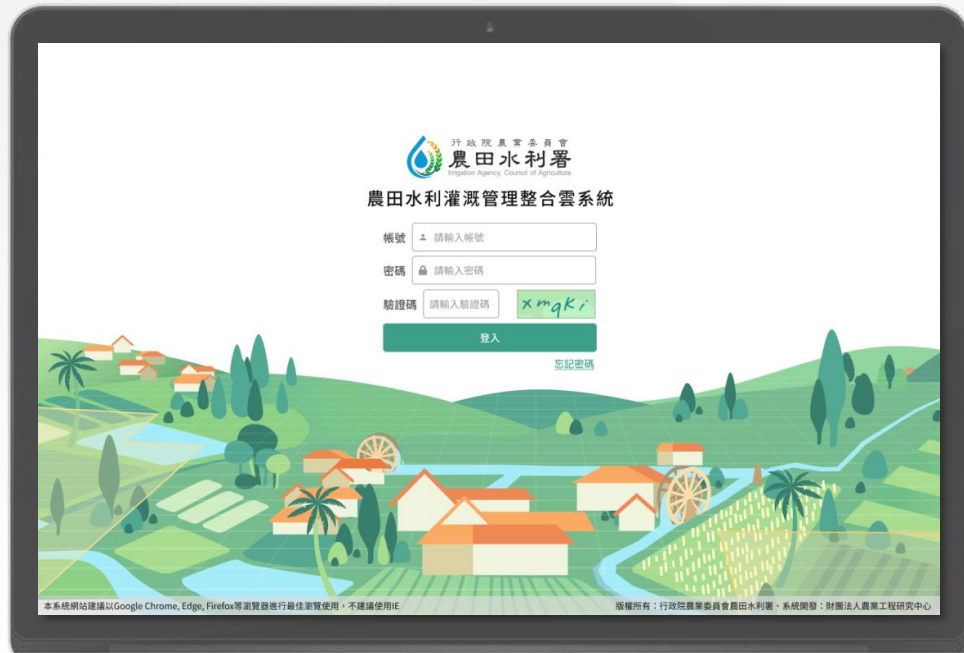 行政院農業委員會
農田水利署
Irrigation Agency, Council of Agriculture
農田水利灌溉管理整合雲系統
帳號 請輸入帳號
密碼 請輸入密碼
驗證碼 請輸入驗證碼 xmqKi
登入
忘記密碼
本系統網站建議以Google Chrome, Edge, Firefox等瀏覽器進行最佳瀏覽使用,不建議使用IE
版權所有:行政院農業委員會農田水利署、系統開發:財團法人農業工程研究中心